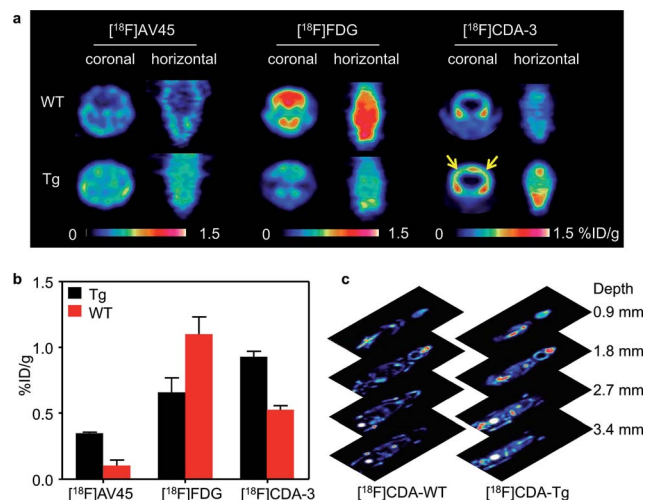 a
[¹⁸F]AV45 [¹⁸F]FDG [¹⁸F]CDA-3
coronal horizontal coronal horizontal coronal horizontal
WT
Tg
0 1.5 0 1.5 0 1.5 %ID/g
b
%ID/g
1.5
1.0
0.5
0.0
Tg
WT
[¹⁸F]AV45 [¹⁸F]FDG [¹⁸F]CDA-3
c
Depth
0.9 mm
1.8 mm
2.7 mm
3.4 mm
[¹⁸F]CDA-WT [¹⁸F]CDA-Tg